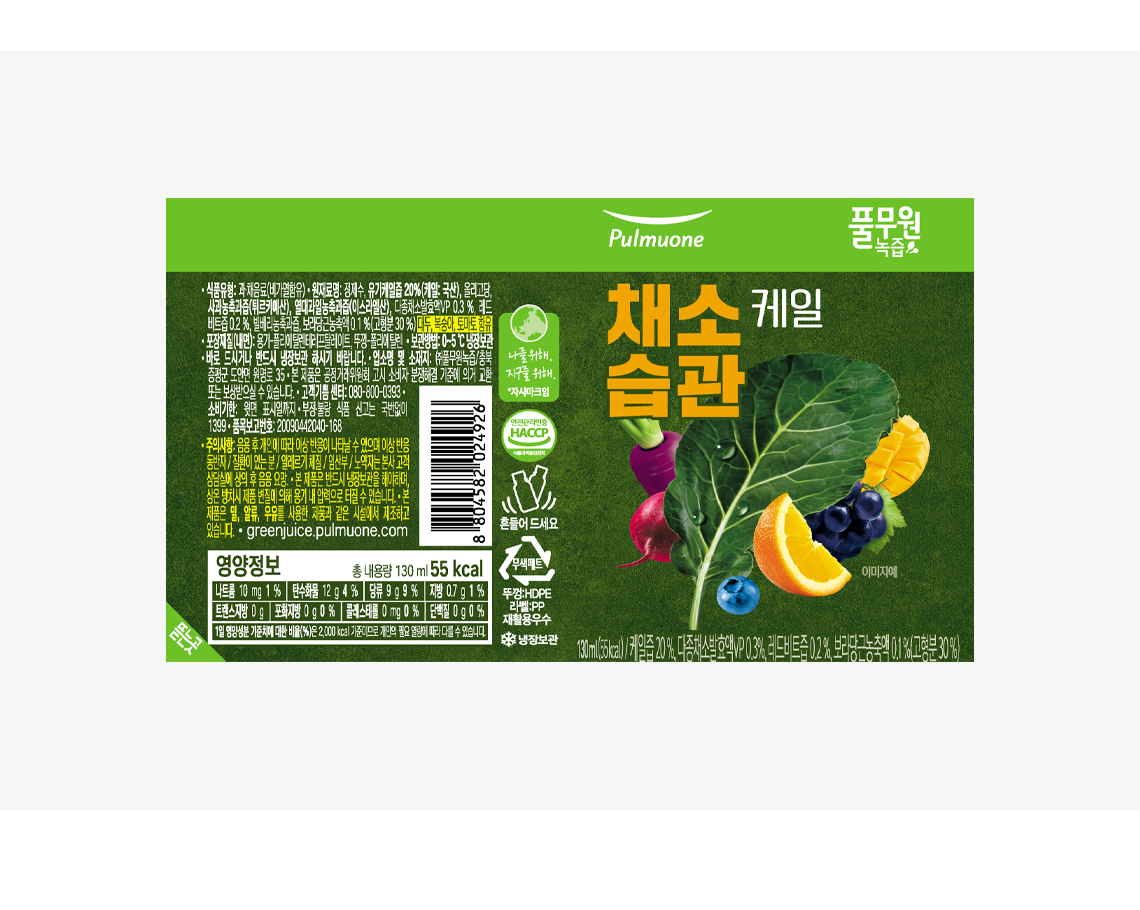 Pulmuone
풀무원
녹즙
채소 케일
습관
• 식품유형: 과·채음료(비가열함유) • 원재료명: 정제수, 유기케일즙 20%(케일: 국산), 올리고당,
사과농축과즙(튀르키예산), 열대과일농축과즙(이스라엘산), 다종채소발효액VP 0.3 %, 레드
비트즙 0.2 %, 빌베리농축과즙, 보라당근농축액 0.1 %(고형분 30 %) 대두, 복숭아, 토마토 함유
• 포장재질(내면): 용기-폴리에틸렌테레프탈레이트, 뚜껑-폴리에틸렌 • 보관방법: 0~5 ℃ 냉장보관
• 바로 드시거나 반드시 냉장보관 하시기 바랍니다. • 업소명 및 소재지: ㈜풀무원녹즙/충북
증평군 도안면 원명로 35 • 본 제품은 공정거래위원회 고시 소비자 분쟁해결 기준에 의거 교환
또는 보상받으실 수 있습니다. • 고객기쁨 센터: 080-800-0393 •
소비기한: 윗면 표시일까지 • 부정·불량 식품 신고는 국번없이
1399 • 품목보고번호: 20090442040-168
• 주의사항: 음용 후 개인에 따라 이상 반응이 나타날 수 있으며 이상 반응
동반자 / 질환이 있는 분 / 알레르기 체질 / 임산부 / 노약자는 본사 고객
상담실에 상의 후 음용 요망. • 본 제품은 반드시 냉장보관을 해야하며,
상온 방치시 제품 변질에 의해 용기 내 압력으로 터질 수 있습니다. • 본
제품은 밀, 알류, 우유를 사용한 제품과 같은 시설에서 제조하고
있습니다. • greenjuice.pulmuone.com
8 804582 024926
나를 위해,
지구를 위해,
*자사마크임
안전관리인증
HACCP
식품의약품안전처
흔들어 드세요
무색페트
뚜껑:HDPE
라벨:PP
재활용우수
냉장보관
영양정보 총 내용량 130 ml 55 kcal
나트륨 10 mg 1 % 탄수화물 12 g 4 % 당류 9 g 9 % 지방 0.7 g 1 %
트랜스지방 0 g 포화지방 0 g 0 % 콜레스테롤 0 mg 0 % 단백질 0 g 0 %
1일 영양성분 기준치에 대한 비율(%)은 2,000 kcal 기준이므로 개인의 필요 열량에 따라 다를 수 있습니다.
뜯는곳
이미지예
130 ml(55 kcal) / 케일즙 20 %, 다종채소발효액VP 0.3%, 레드비트즙 0.2 %, 보라당근농축액 0.1 %(고형분 30 %)